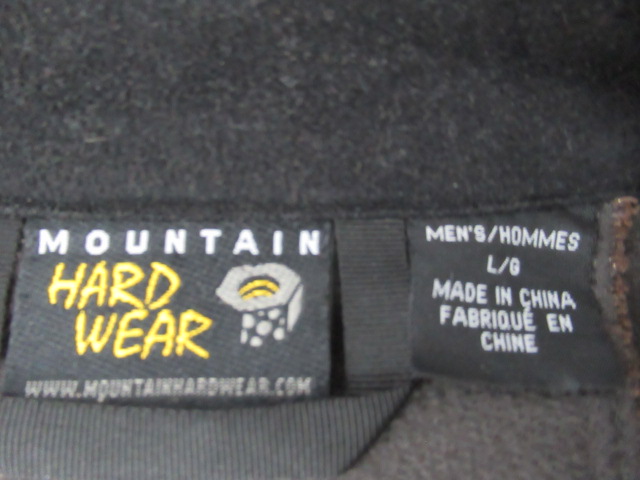 MOUNTAIN
HARD
WEAR
WWW.MOUNTAINHARDWEAR.COM
MEN'S/HOMMES
L/G
MADE IN CHINA
FABRIQUÉ EN
CHINE